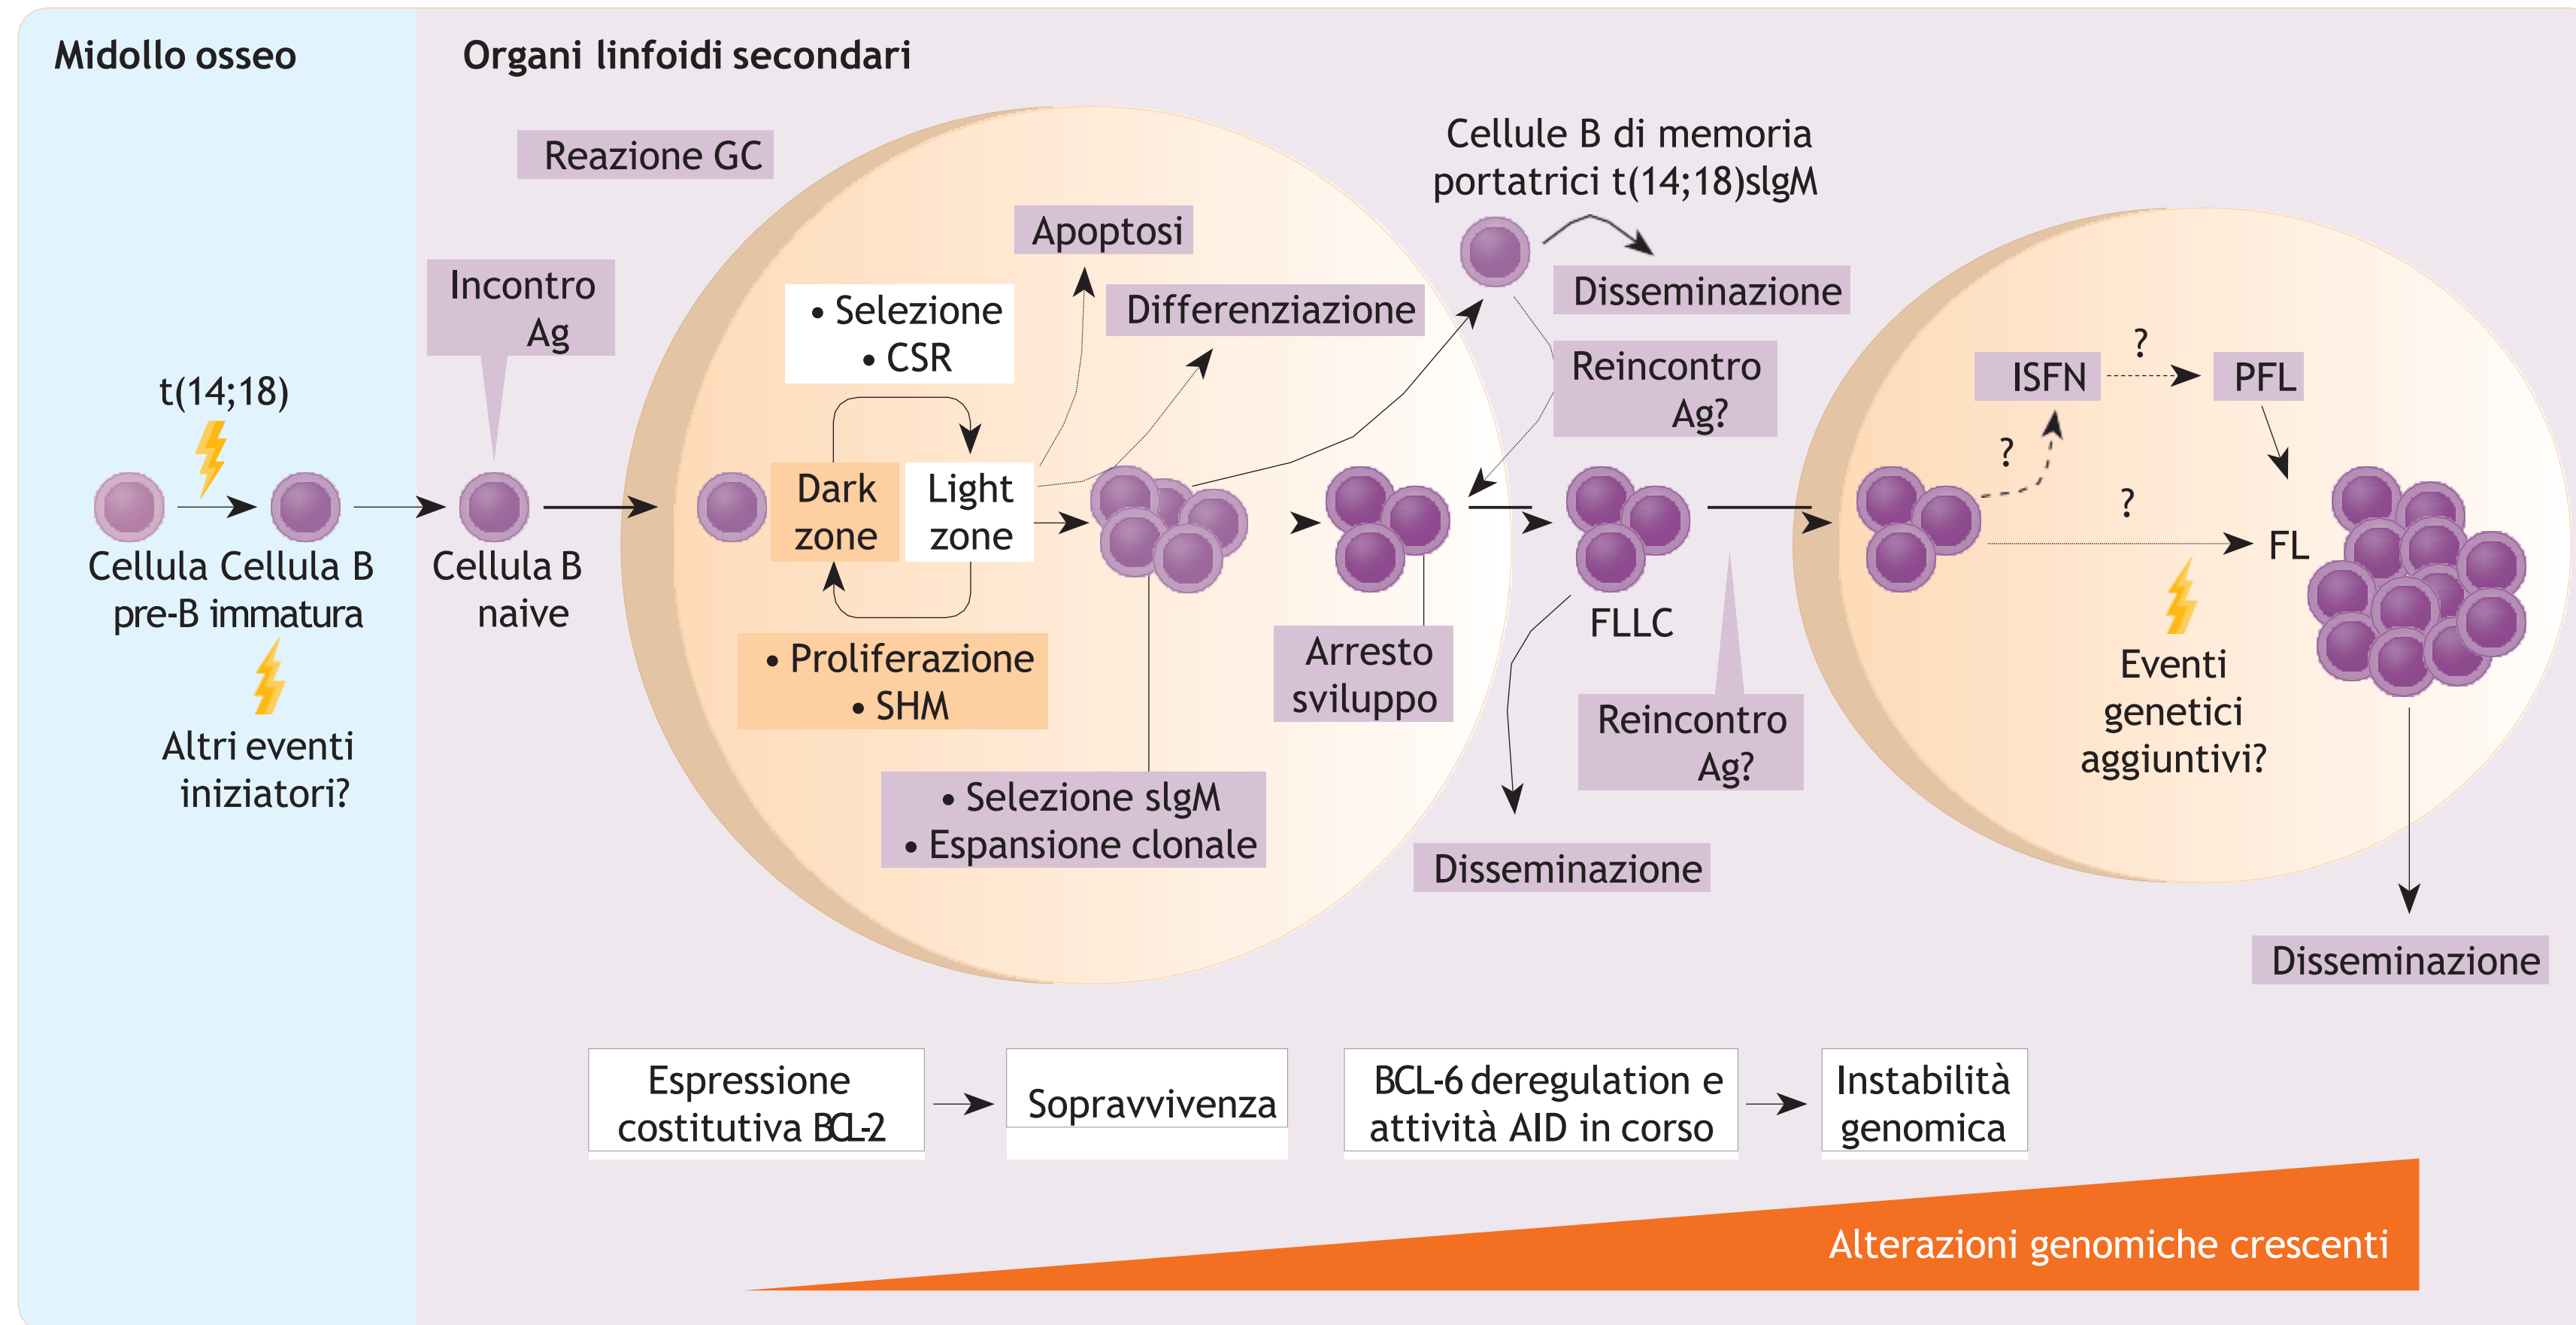 Midollo osseo
Organi linfoidi secondari
Reazione GC
Cellule B di memoria
portatrici t(14;18)slgM
Apoptosi
Incontro
Ag
• Selezione
• CSR
Differenziazione
Disseminazione
Reincontro
Ag?
?
ISFN
PFL
t(14;18)
?
?
Dark
zone
Light
zone
FL
Cellula Cellula B
pre-B immatura
Cellula B
naive
FLLC
• Proliferazione
• SHM
Arresto
sviluppo
Altri eventi
iniziatori?
Reincontro
Ag?
Eventi
genetici
aggiuntivi?
• Selezione slgM
• Espansione clonale
Disseminazione
Disseminazione
Espressione
costitutiva BCL-2
Sopravvivenza
BCL-6 deregulation e
attività AID in corso
Instabilità
genomica
Alterazioni genomiche crescenti